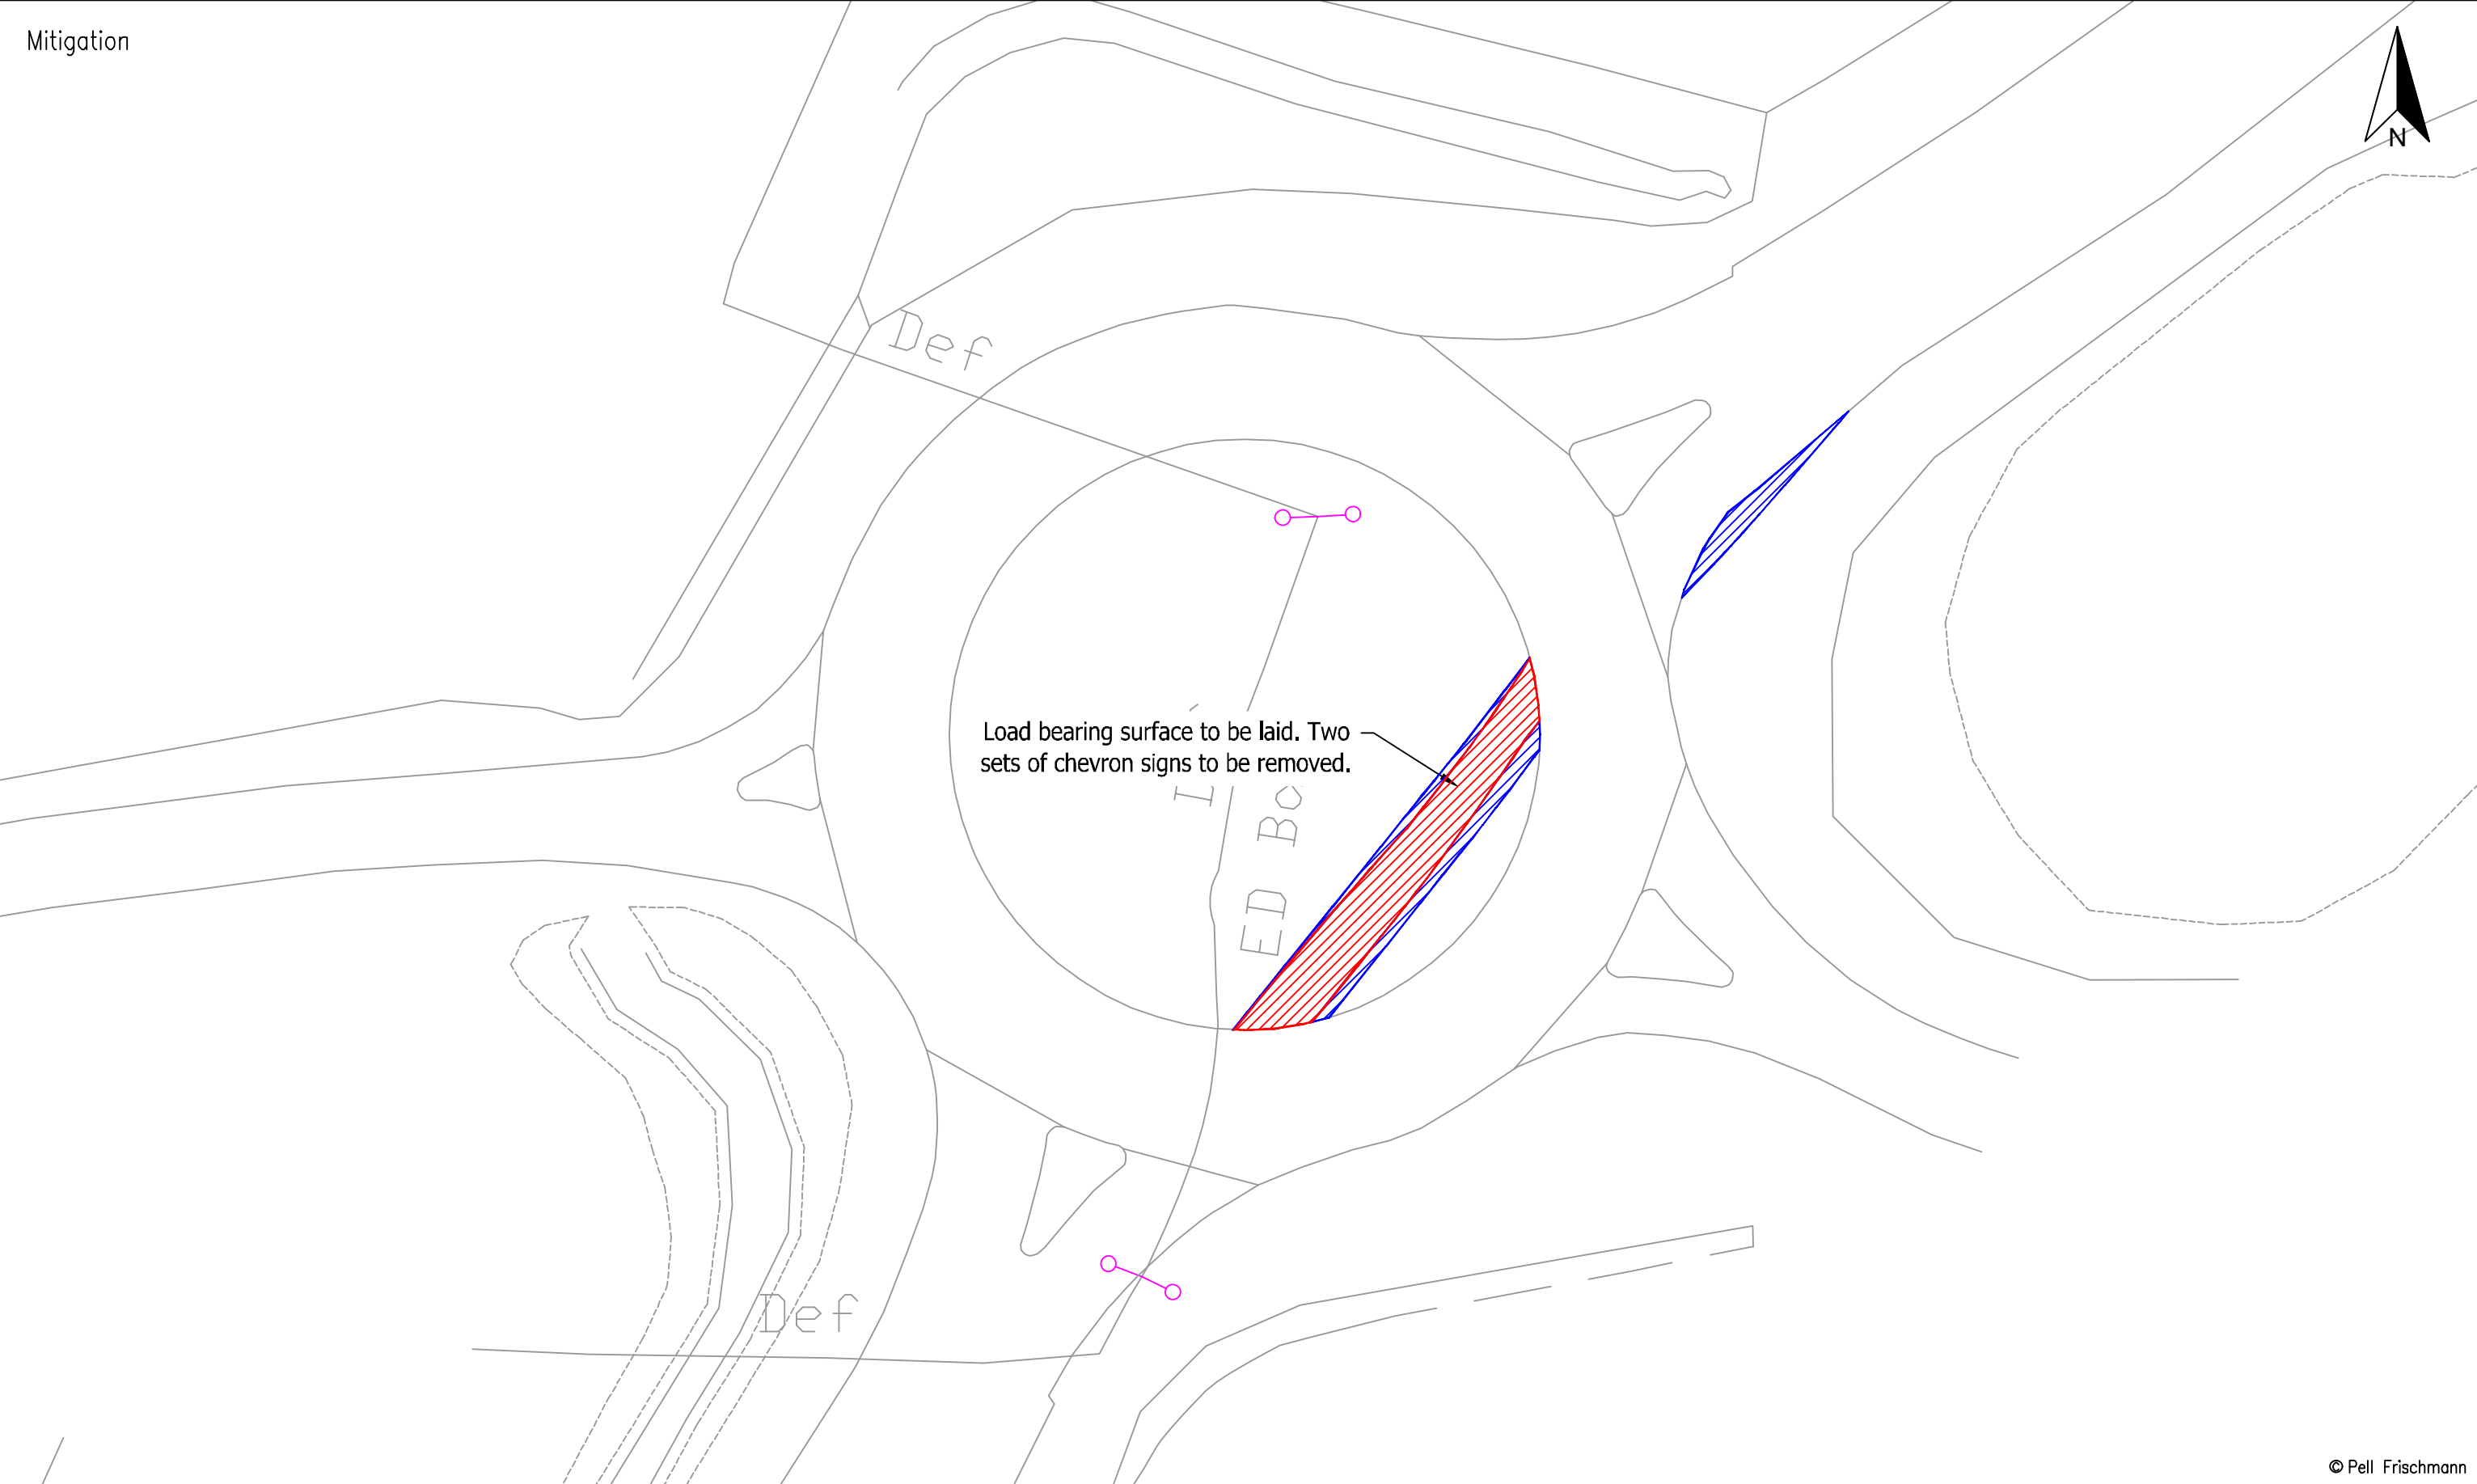 Mitigation
N
Def
Load bearing surface to be laid. Two
sets of chevron signs to be removed.
Def
© Pell Frischmann